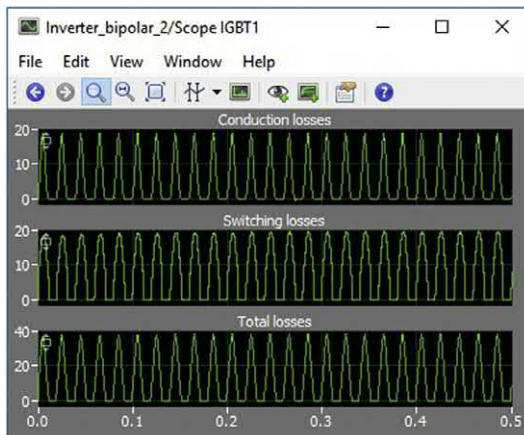 Inverter_bipolar_2/Scope IGBT1
File Edit View Window Help
Conduction losses
20
10
0
Switching losses
20
10
0
Total losses
40
20
0
0.0 0.1 0.2 0.3 0.4 0.5